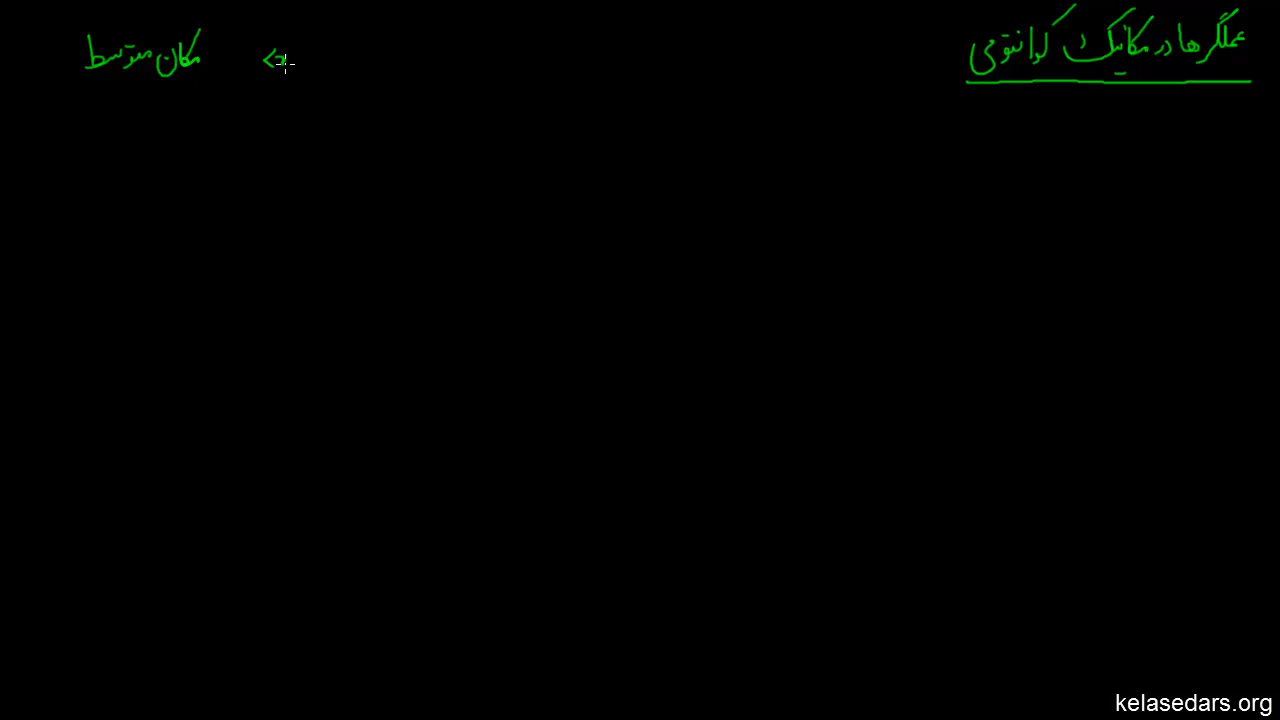 عملگرها در مکانیک کوانتومی
مکان متوسط <x
kelasedars.org